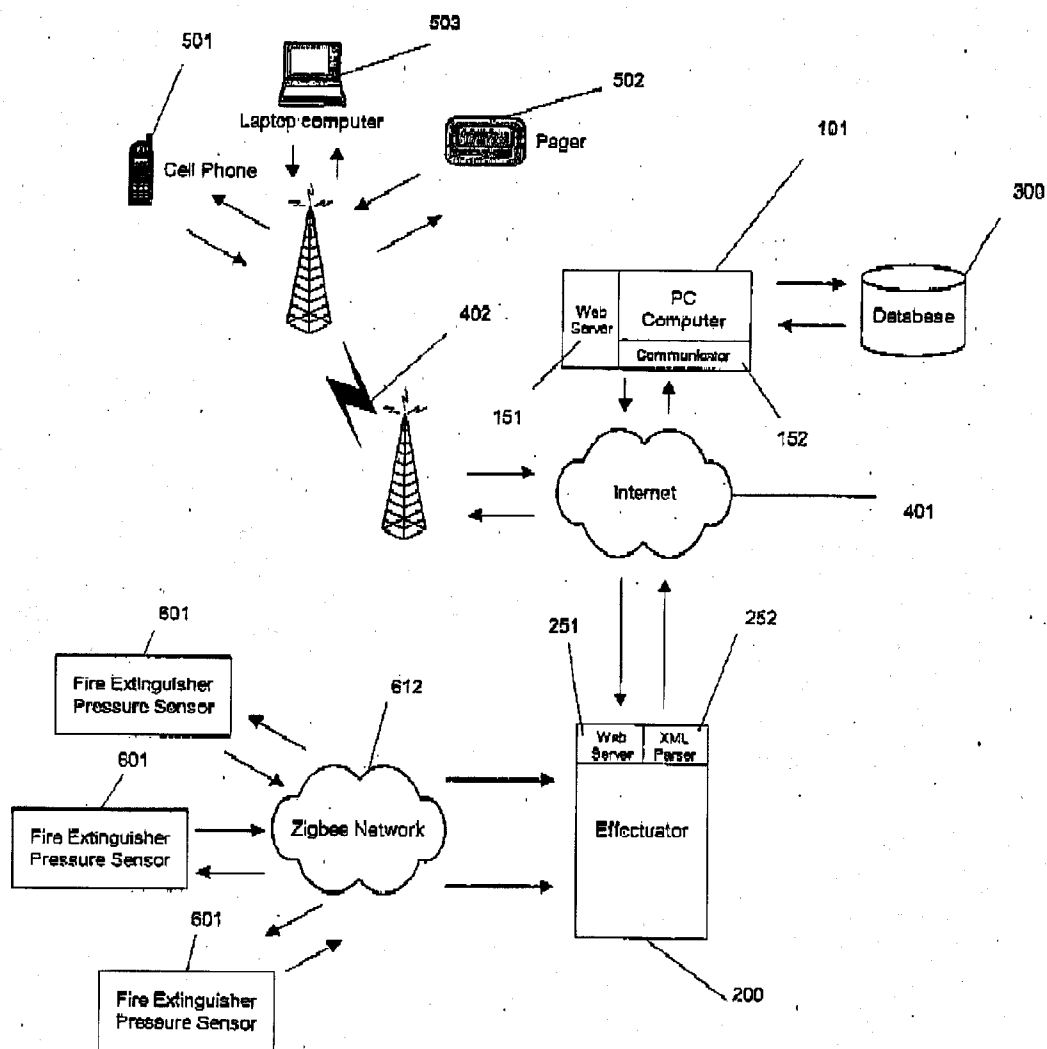 503
501
502
Laptop computer
101
Pager
Cell Phone
300
Web
Server
PC
Computer
Database
402
Communicator
151
152
Internet
401
601
251
252
Fire Extinguisher
Pressure Sensor
612
601
Web
Server
XML
Parser
Zigbee Network
Effectuator
Fire Extinguisher
Pressure Sensor
601
200
Fire Extinguisher
Pressure Sensor